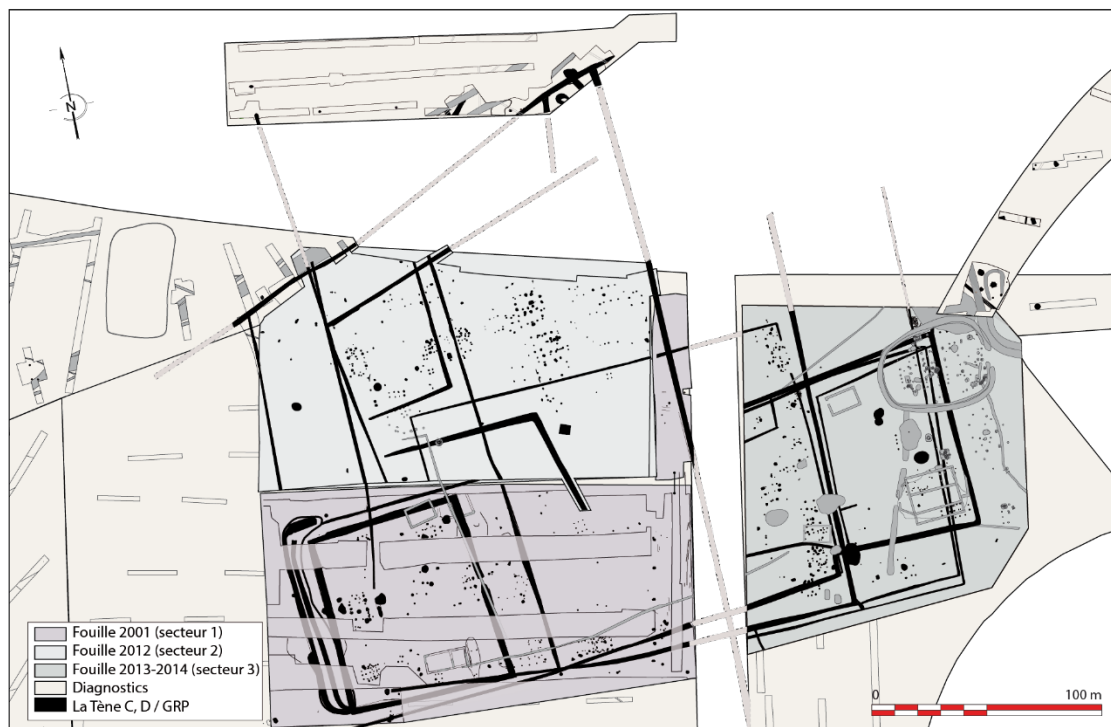 N
Fouille 2001 (secteur 1)
Fouille 2012 (secteur 2)
Fouille 2013-2014 (secteur 3)
Diagnostics
La Tène C, D / GRP
0 100 m